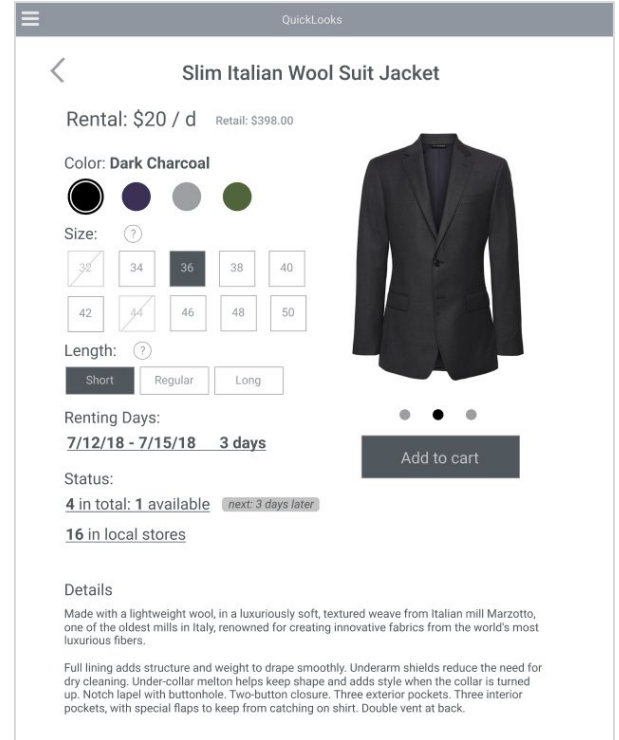 QuickLooks
Slim Italian Wool Suit Jacket
Rental: $20 / d Retail: $398.00
Color: Dark Charcoal
Size: ?
32 34 36 38 40
42 44 46 48 50
Length: ?
Short Regular Long
Renting Days:
7/12/18 - 7/15/18 3 days
Add to cart
Status:
4 in total: 1 available next: 3 days later
16 in local stores
Details
Made with a lightweight wool, in a luxuriously soft, textured weave from Italian mill Marzotto,
one of the oldest mills in Italy, renowned for creating innovative fabrics from the world's most
luxurious fibers.
Full lining adds structure and weight to drape smoothly. Underarm shields reduce the need for
dry cleaning. Under-collar melton helps keep shape and adds style when the collar is turned
up. Notch lapel with buttonhole. Two-button closure. Three exterior pockets. Three interior
pockets, with special flaps to keep from catching on shirt. Double vent at back.